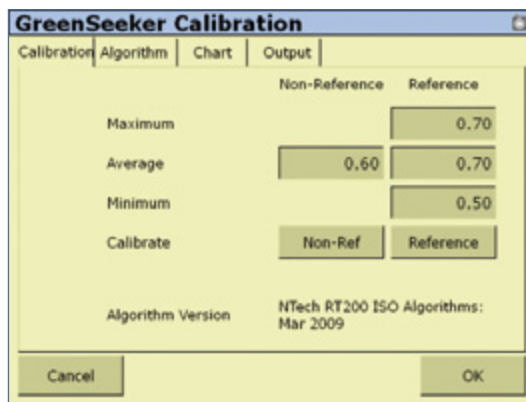 GreenSeeker Calibration
Calibration Algorithm Chart Output
Non-Reference Reference
Maximum 0.70
Average 0.60 0.70
Minimum 0.50
Calibrate Non-Ref Reference
Algorithm Version NTech RT200 ISO Algorithms:
Mar 2009
Cancel OK